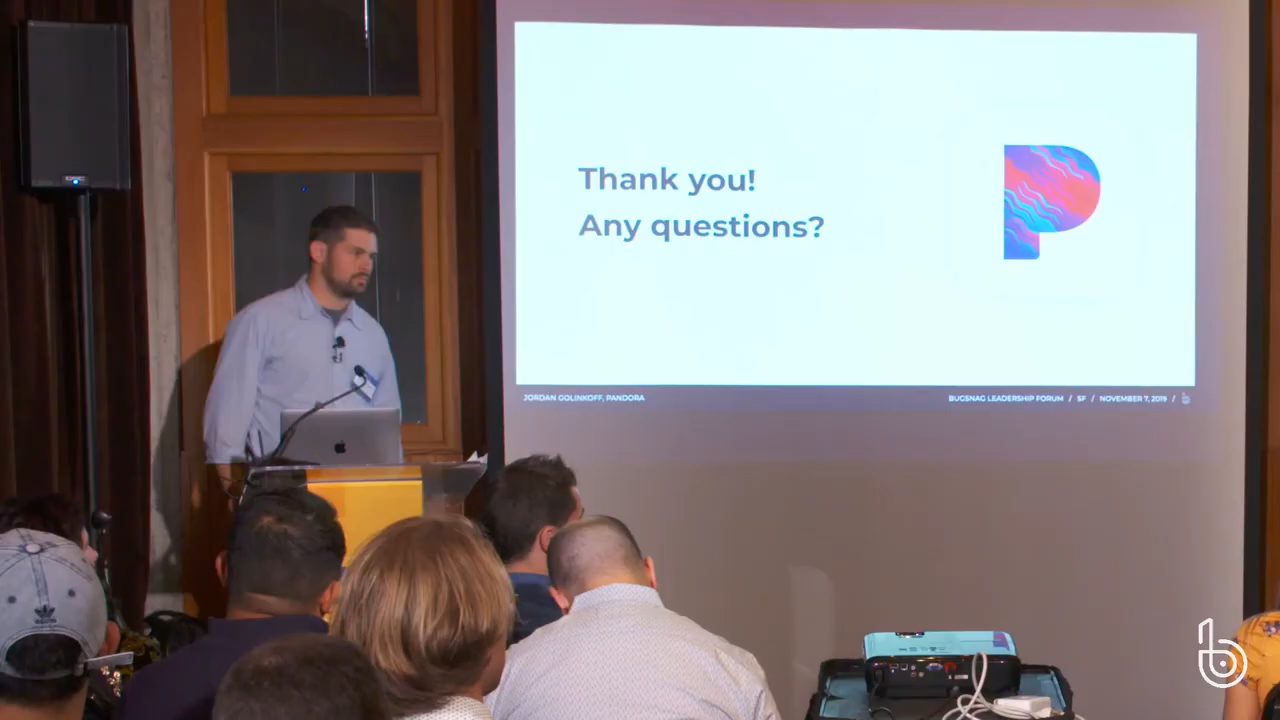 Thank you!
Any questions?
JORDAN GOLINKOFF, PANDORA
BUGSNAG LEADERSHIP FORUM / SF / NOVEMBER 7, 2019 /